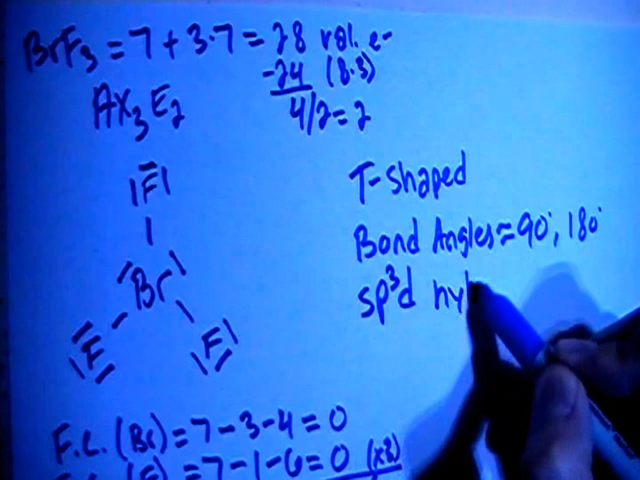 BrF3 = 7 + 3·7 = 28 val. e-
-24 (8·3)
4/2 = 2
AX3E2
F
Br
F F
T-shaped
Bond Angles ≈ 90°, 180°
sp3d hy
F.C. (Br) = 7 - 3 - 4 = 0
F.C. (F) = 7 - 1 - 6 = 0 (x3)